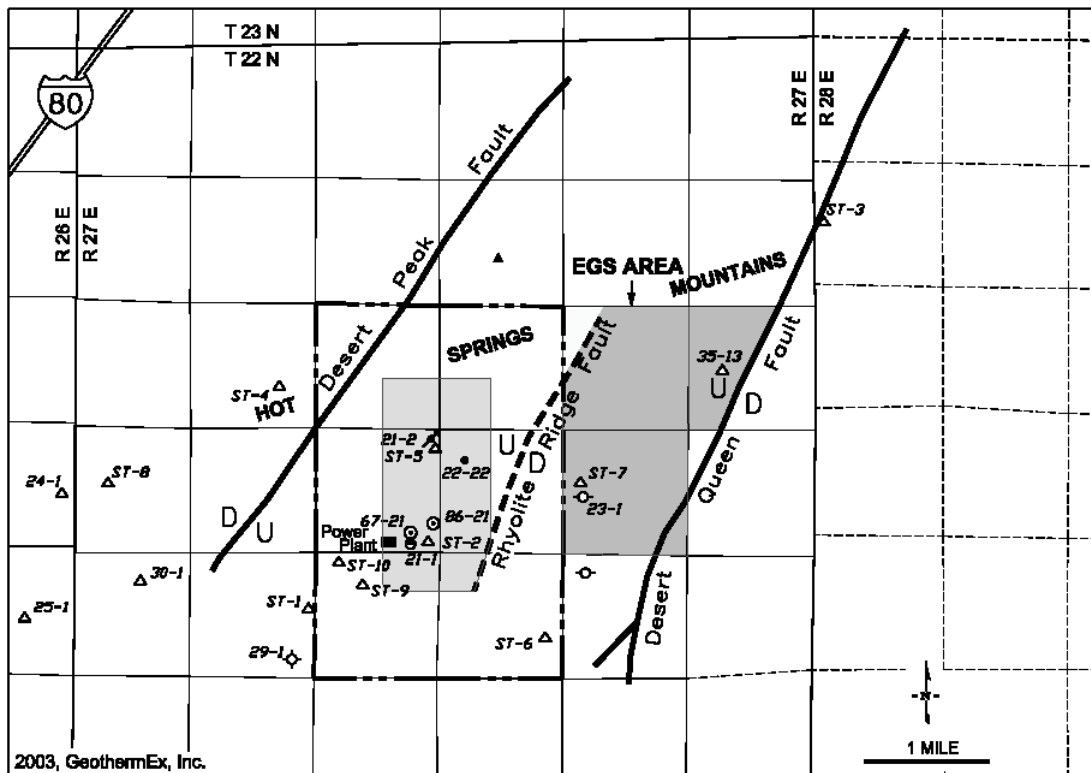 T 23 N
T 22 N
80
R 26 E
R 27 E
R 27 E
R 28 E
Desert Peak Fault
ST-3
EGS AREA
HOT SPRINGS MOUNTAINS
Rhyolite Ridge Fault
Desert Queen Fault
35-13
U
D
ST-4
21-2
ST-5
22-22
U
D
24-1
ST-8
ST-7
23-1
D
U
67-21
86-21
Power
Plant
21-1
ST-2
ST-10
ST-9
30-1
25-1
ST-1
ST-6
29-1
2003, GeothermEx, Inc.
1 MILE